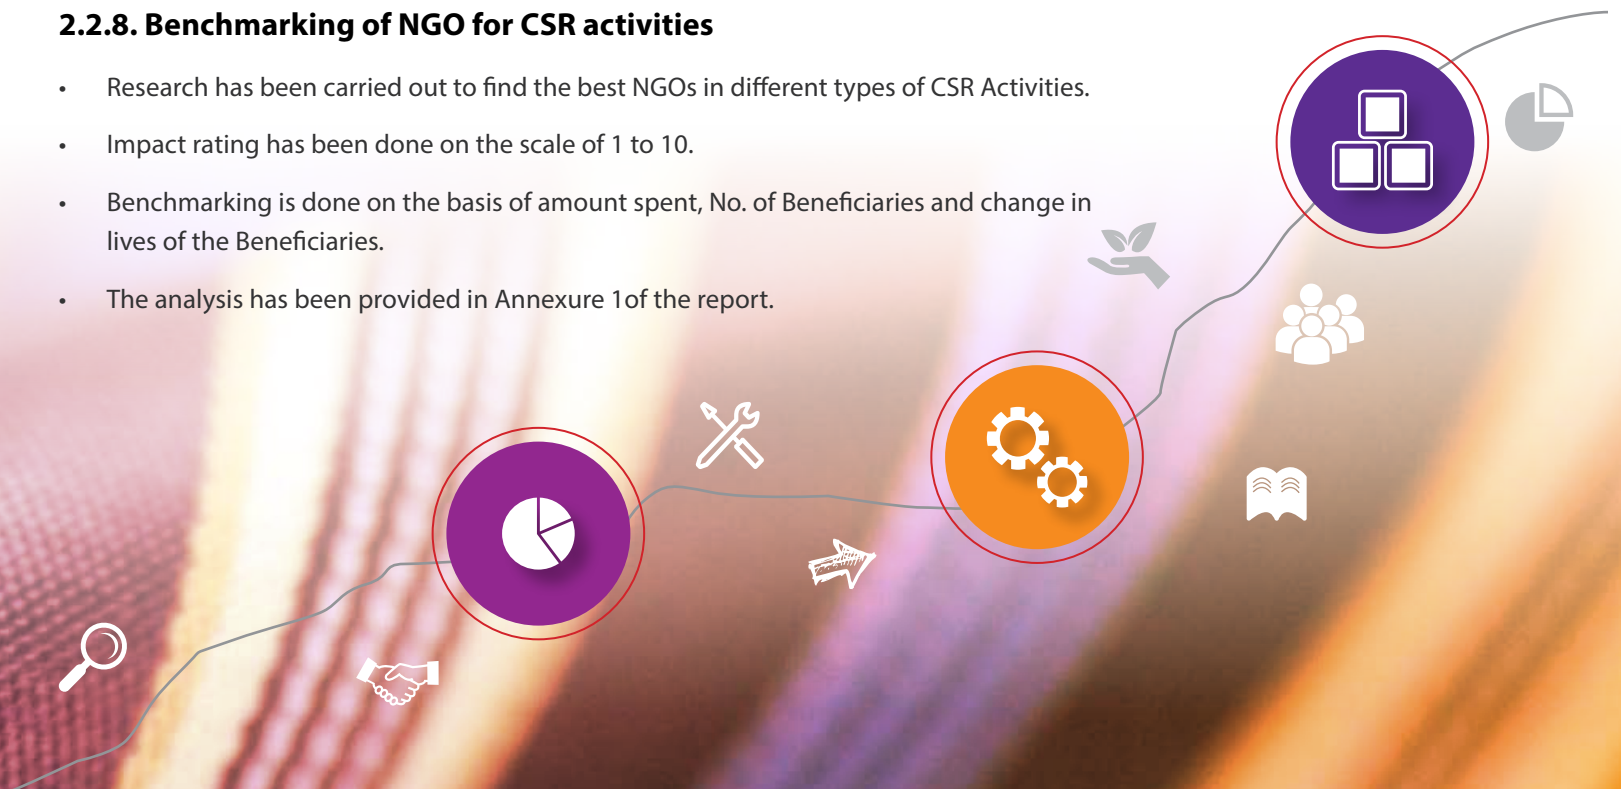 2.2.8. Benchmarking of NGO for CSR activities
• Research has been carried out to find the best NGOs in different types of CSR Activities.
• Impact rating has been done on the scale of 1 to 10.
• Benchmarking is done on the basis of amount spent, No. of Beneficiaries and change in
lives of the Beneficiaries.
• The analysis has been provided in Annexure 1of the report.